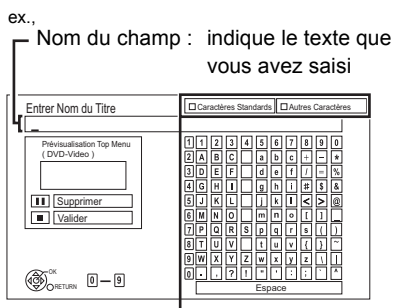 ex.,
Nom du champ : indique le texte que
vous avez saisi
Entrer Nom du Titre
Caractères Standards Autres Caractères
_
Prévisualisation Top Menu
( DVD-Video )
Supprimer
Valider
1 1 2 3 4 5 6 7 8 9 0
2 A B C a b c + – *
3 D E F d e f / = %
4 G H I g h i # $ &
5 J K L j k l < > @
6 M N O m n o [ ] _
7 P Q R S p q r s ( )
8 T U V t u v { } ~
9 W X Y Z w x y z \ |
0 . , ? ! " ' : ; ` ^
Espace
OK
RETURN
0 — 9